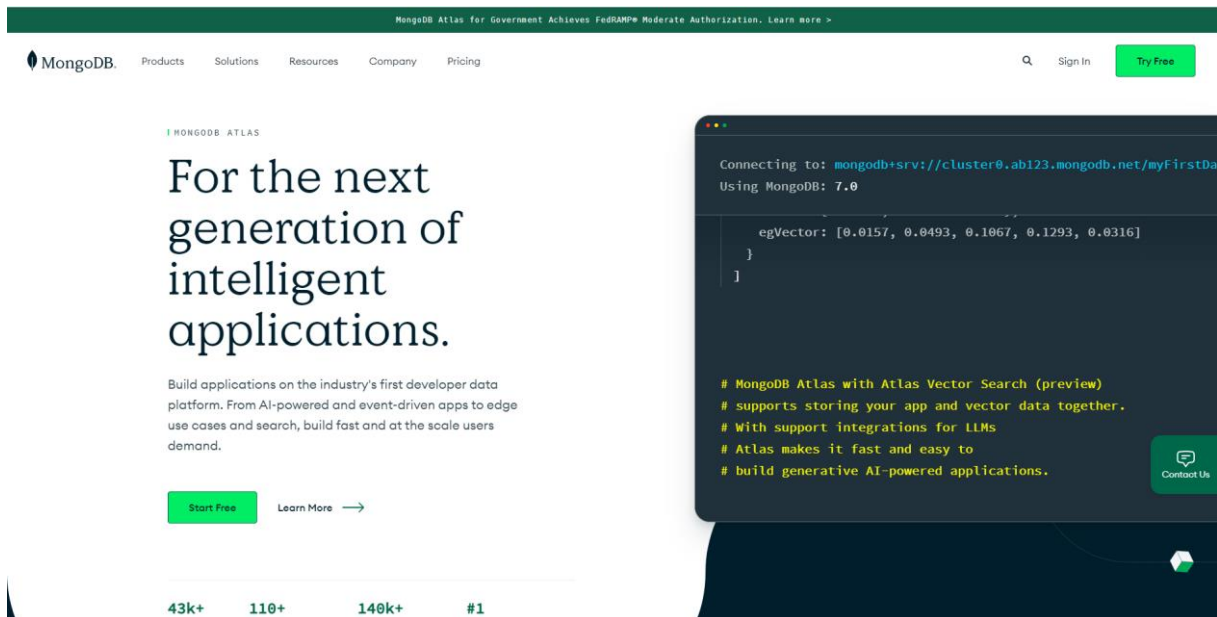 MongoDB Atlas for Government Achieves FedRAMP® Moderate Authorization. Learn more >
MongoDB.
Products
Solutions
Resources
Company
Pricing
Sign In
Try Free
MONGODB ATLAS
For the next
generation of
intelligent
applications.
Build applications on the industry's first developer data
platform. From AI-powered and event-driven apps to edge
use cases and search, build fast and at the scale users
demand.
Start Free
Learn More
43k+
110+
140k+
#1
Connecting to: mongodb+srv://cluster0.ab123.mongodb.net/myFirstDa
Using MongoDB: 7.0
egVector: [0.0157, 0.0493, 0.1067, 0.1293, 0.0316]
}
]
# MongoDB Atlas with Atlas Vector Search (preview)
# supports storing your app and vector data together.
# With support integrations for LLMs
# Atlas makes it fast and easy to
# build generative AI-powered applications.
Contact Us